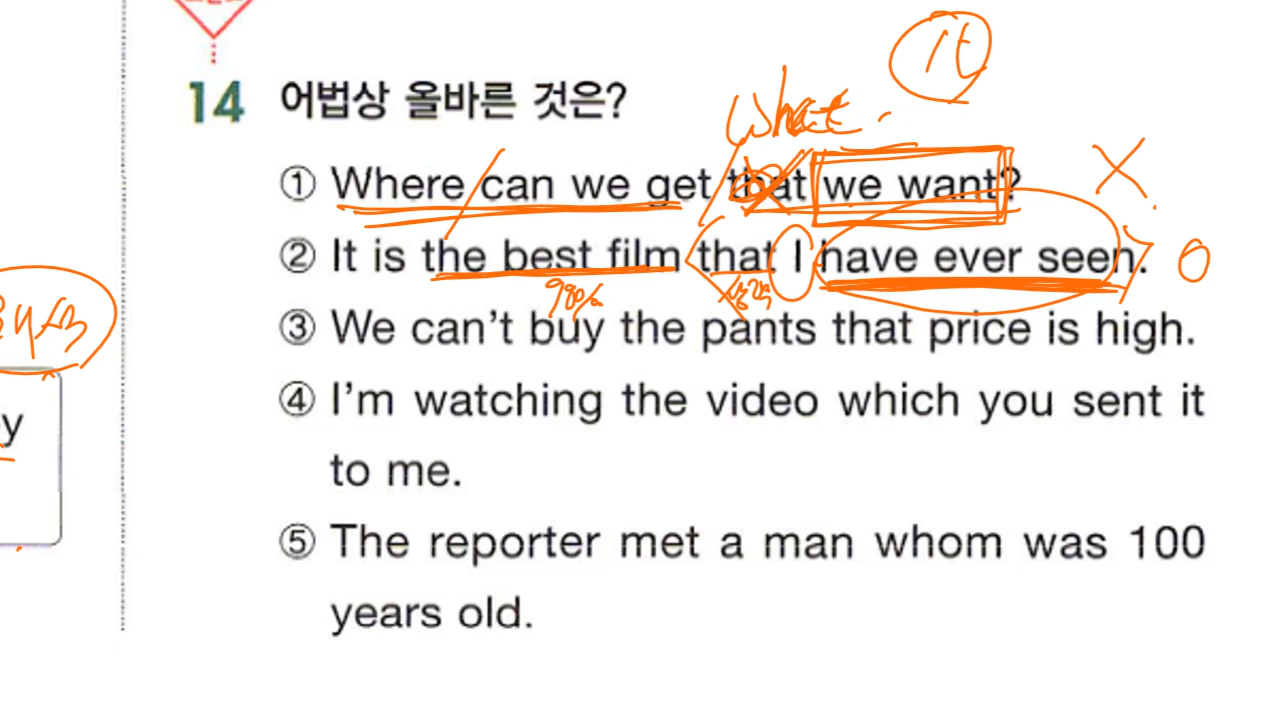 It
what.
14 어법상 올바른 것은?
① Where can we get that we want? X
② It is the best film that I have ever seen. O
생략
③ We can't buy the pants that price is high.
④ I'm watching the video which you sent it
to me.
y
⑤ The reporter met a man whom was 100
years old.